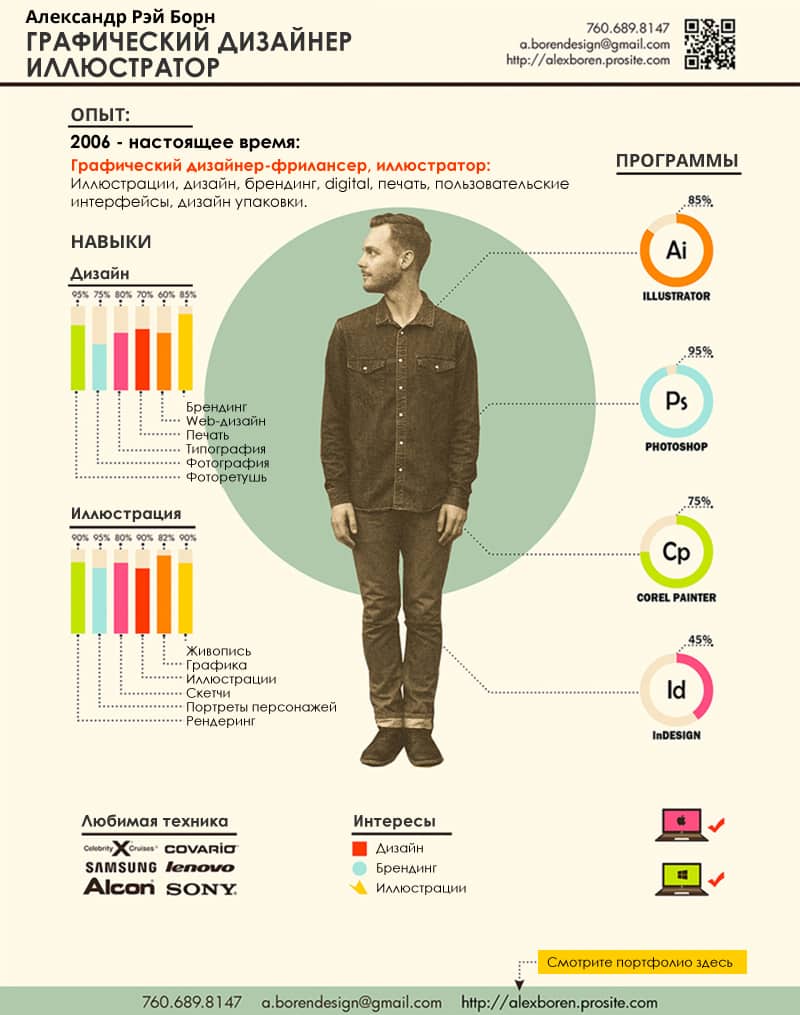 Александр Рэй Борн
ГРАФИЧЕСКИЙ ДИЗАЙНЕР
ИЛЛЮСТРАТОР
760.689.8147
a.borendesign@gmail.com
http://alexboren.prosite.com
ОПЫТ:
2006 - настоящее время:
Графический дизайнер-фрилансер, иллюстратор:
Иллюстрации, дизайн, брендинг, digital, печать, пользовательские
интерфейсы, дизайн упаковки.
НАВЫКИ
Дизайн
95% 75% 80% 70% 60% 85%
Брендинг
Web-дизайн
Печать
Типография
Фотография
Фоторетушь
Иллюстрация
90% 95% 80% 90% 82% 90%
Живопись
Графика
Иллюстрации
Скетчи
Портреты персонажей
Рендеринг
ПРОГРАММЫ
85%
Ai
ILLUSTRATOR
95%
Ps
PHOTOSHOP
75%
Cp
COREL PAINTER
45%
Id
InDESIGN
Любимая техника
Celebrity X Cruises® COVARIO
SAMSUNG lenovo
Alcon SONY
Интересы
Дизайн
Брендинг
Иллюстрации
Смотрите портфолио здесь
760.689.8147 a.borendesign@gmail.com http://alexboren.prosite.com